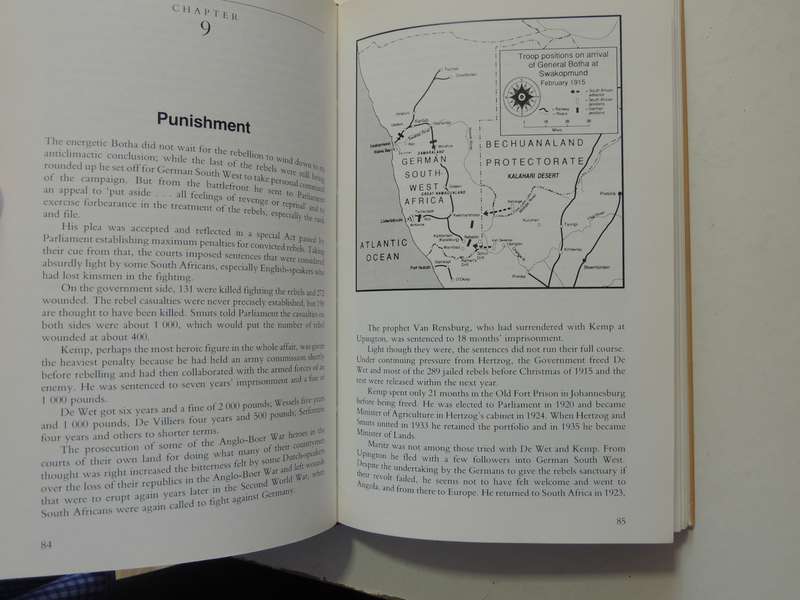 CHAPTER
9
Punishment
The energetic Botha did not wait for the rebellion to wind down to its
anticlimactic conclusion; while the last of the rebels were still being
rounded up he set off for German South West to take personal command
of the campaign. But from the battlefront he sent to Parliament
an appeal to 'put aside . . . all feelings of revenge or reprisal' and to
exercise forbearance in the treatment of the rebels, especially the rank
and file.
His plea was accepted and reflected in a special Act passed by
Parliament establishing maximum penalties for convicted rebels. Taking
their cue from that, the courts imposed sentences that were considered
absurdly light by some South Africans, especially English-speakers who
had lost kinsmen in the fighting.
On the government side, 131 were killed fighting the rebels and 272
wounded. The rebel casualties were never precisely established, but 190
are thought to have been killed. Smuts told Parliament the casualties on
both sides were about 1 000, which would put the number of rebel
wounded at about 400.
Kemp, perhaps the most heroic figure in the whole affair, was given
the heaviest penalty because he had held an army commission shortly
before rebelling and had then collaborated with the armed forces of an
enemy. He was sentenced to seven years' imprisonment and a fine of
1 000 pounds.
De Wet got six years and a fine of 2 000 pounds; Wessels five years
and 1 000 pounds, De Villiers four years and 500 pounds; Serfontein
four years and others to shorter terms.
The prosecution of some of the Anglo-Boer War heroes in the
courts of their own land for doing what many of their countrymen
thought was right increased the bitterness felt by some Dutch-speakers
over the loss of their republics in the Anglo-Boer War and left wounds
that were to erupt again years later in the Second World War, when
South Africans were again called to fight against Germany.
84
Troop positions on arrival
of General Botha at
Swakopmund
February 1915
South African
advance
South African
positions
German
positions
Railway
Rivers
Miles
BECHUANALAND
PROTECTORATE
KALAHARI DESERT
DAMARALAND
GERMAN
SOUTH-
WEST
GREAT NAMAQUALAND
AFRICA
ATLANTIC
OCEAN
Keetmanshoop
Upington
Kimberley
Bloemfontein
The prophet Van Rensburg, who had surrendered with Kemp at
Upington, was sentenced to 18 months' imprisonment.
Light though they were, the sentences did not run their full course.
Under continuing pressure from Hertzog, the Government freed De
Wet and most of the 289 jailed rebels before Christmas of 1915 and the
rest were released within the next year.
Kemp spent only 21 months in the Old Fort Prison in Johannesburg
before being freed. He was elected to Parliament in 1920 and became
Minister of Agriculture in Hertzog's cabinet in 1924. When Hertzog and
Smuts united in 1933 he retained the portfolio and in 1935 he became
Minister of Lands.
Maritz was not among those tried with De Wet and Kemp. From
Upington he fled with a few followers into German South West.
Despite the undertaking by the Germans to give the rebels sanctuary if
their revolt failed, he seems not to have felt welcome and went to
Angola, and from there to Europe. He returned to South Africa in 1923,
85